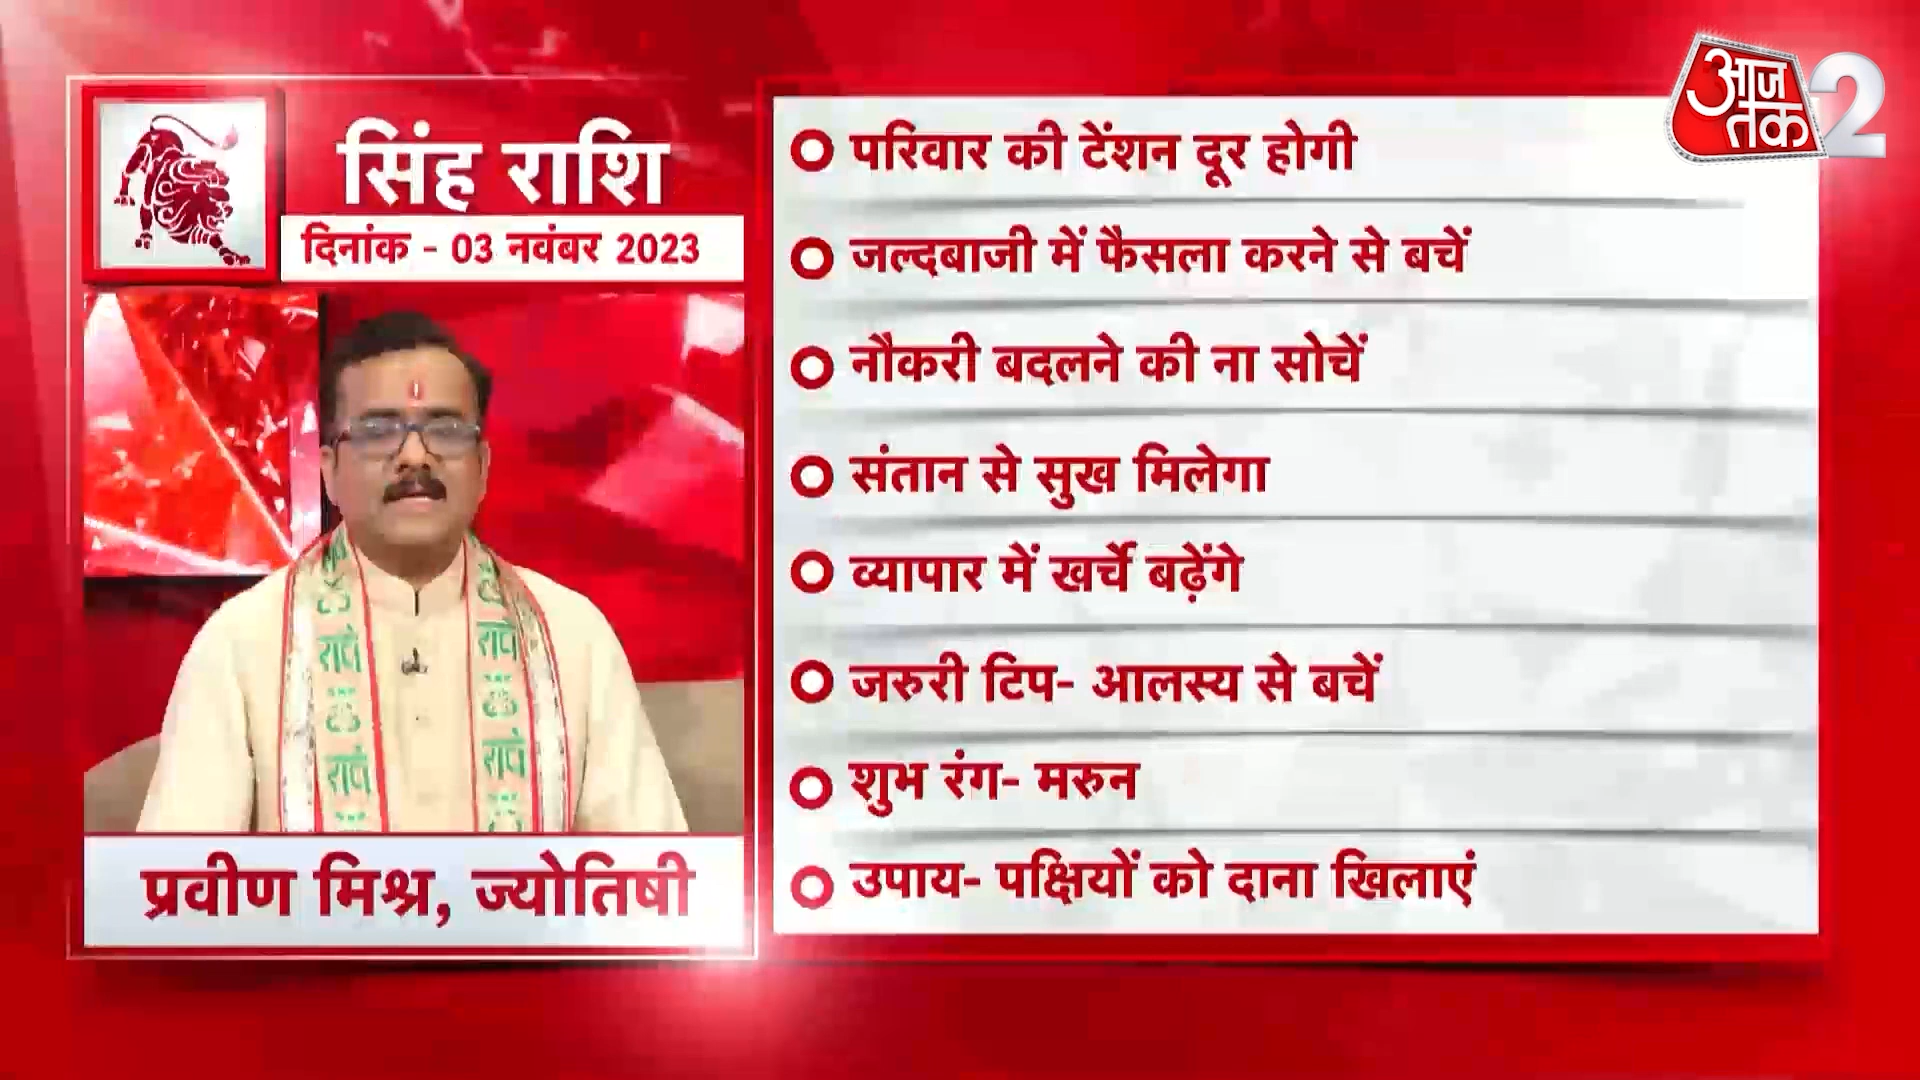 सिंह राशि
दिनांक - 03 नवंबर 2023
प्रवीण मिश्र, ज्योतिषी
परिवार की टेंशन दूर होगी
जल्दबाजी में फैसला करने से बचें
नौकरी बदलने की ना सोचें
संतान से सुख मिलेगा
व्यापार में खर्चे बढ़ेंगे
जरुरी टिप- आलस्य से बचें
शुभ रंग- मरुन
उपाय- पक्षियों को दाना खिलाएं
आज तक 2
राधे
राधे
राधे
राधे